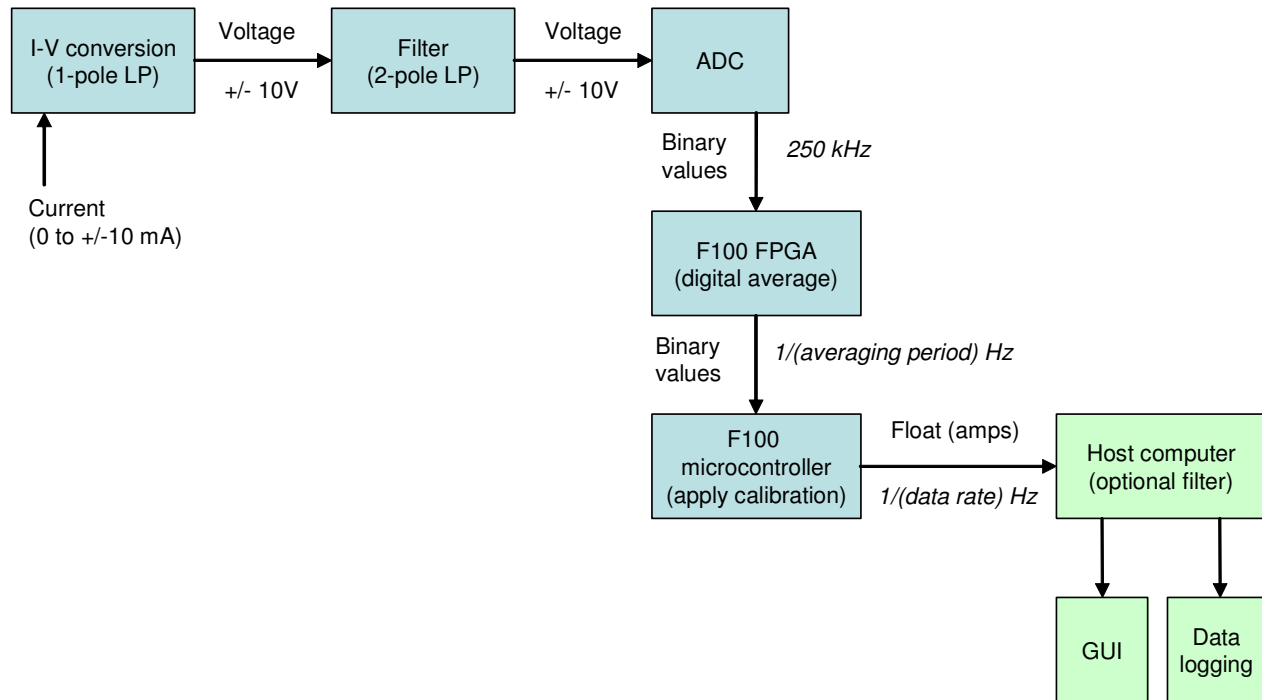 I-V conversion
(1-pole LP)
Voltage
+/- 10V
Filter
(2-pole LP)
Voltage
+/- 10V
ADC
Current
(0 to +/-10 mA)
Binary
values
250 kHz
F100 FPGA
(digital average)
Binary
values
1/(averaging period) Hz
F100
microcontroller
(apply calibration)
Float (amps)
1/(data rate) Hz
Host computer
(optional filter)
GUI
Data
logging